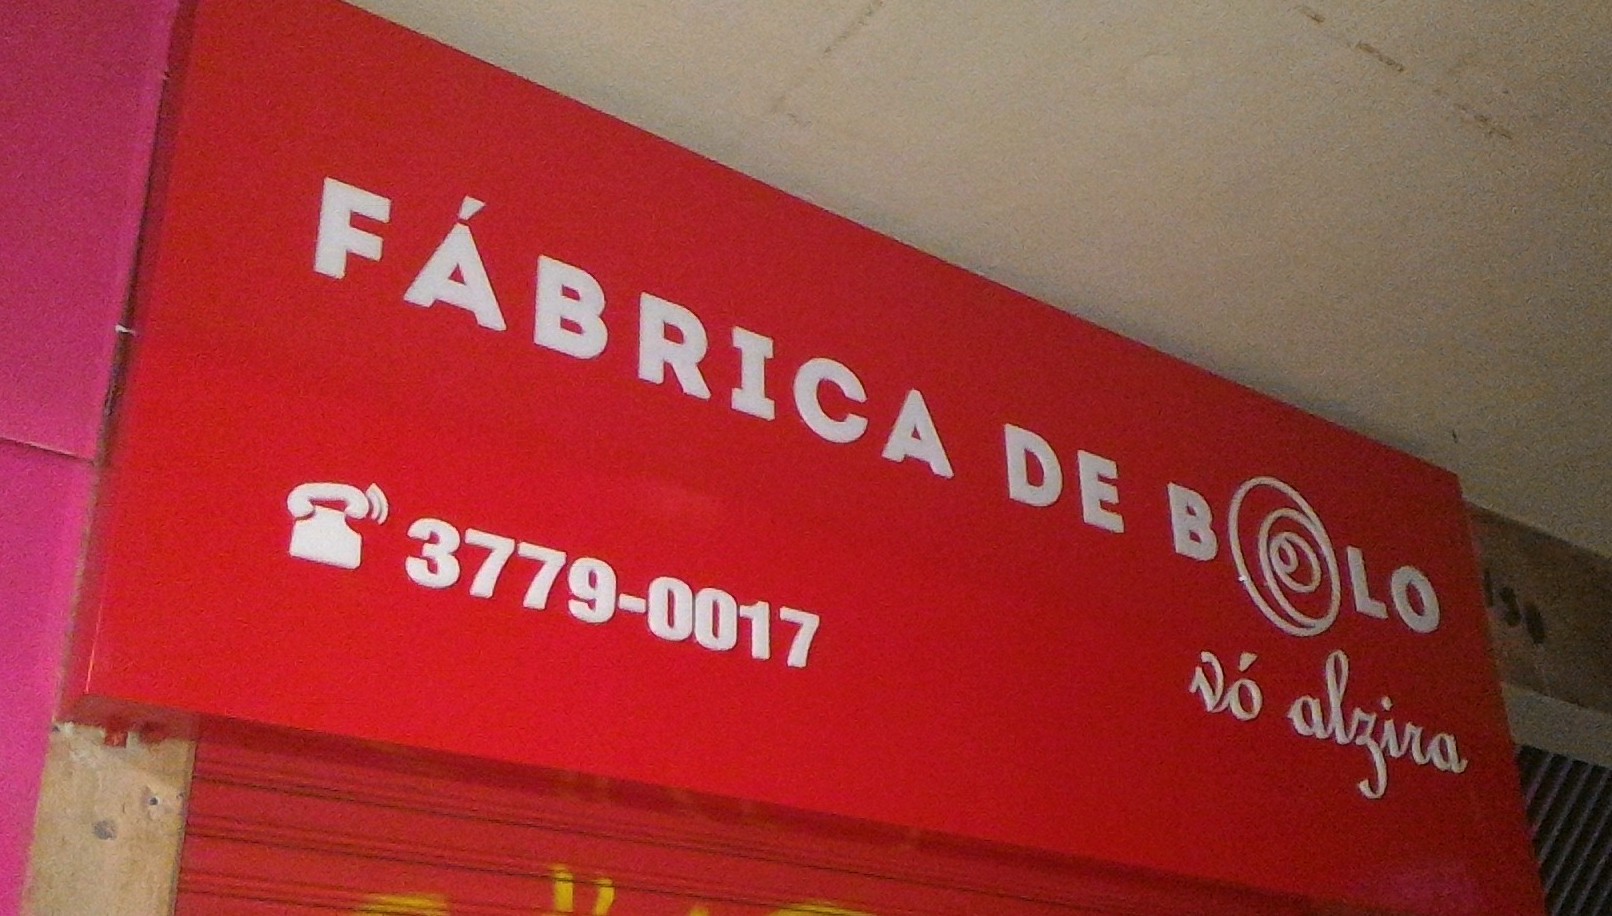 FÁBRICA DE BOLO
vó alzira
3779-0017